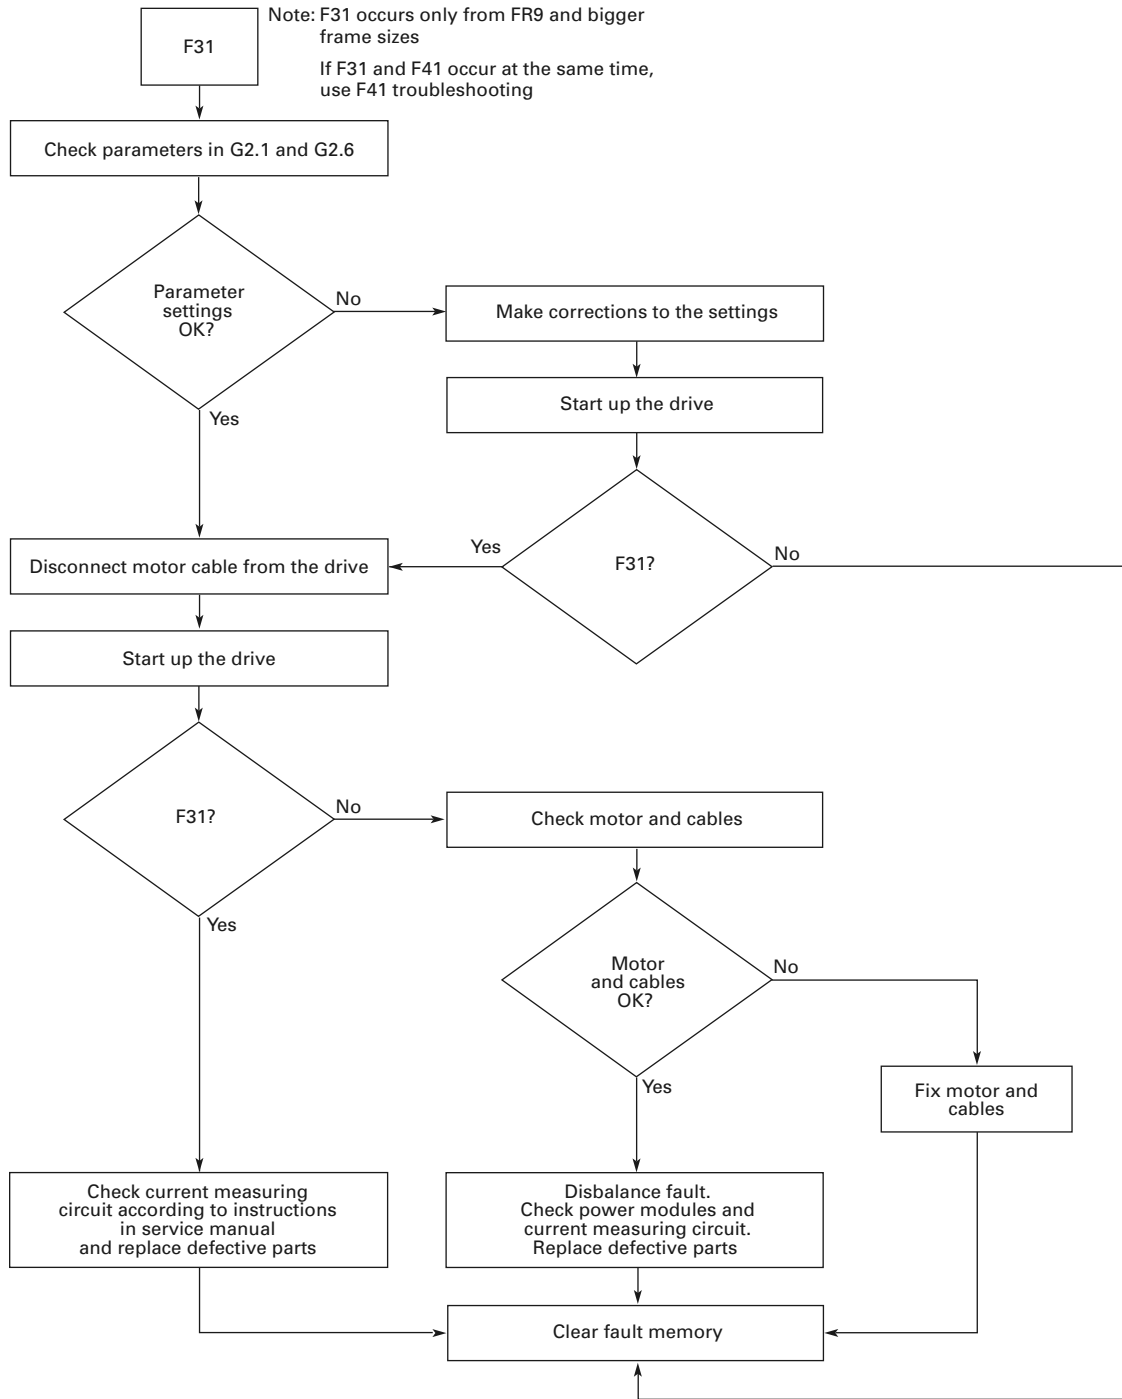 F31
Note: F31 occurs only from FR9 and bigger
frame sizes
If F31 and F41 occur at the same time,
use F41 troubleshooting
Check parameters in G2.1 and G2.6
Parameter
settings
OK?
No
Make corrections to the settings
Start up the drive
Yes
F31?
Yes
No
Disconnect motor cable from the drive
Start up the drive
F31?
No
Check motor and cables
Yes
Motor
and cables
OK?
No
Yes
Fix motor and
cables
Check current measuring
circuit according to instructions
in service manual
and replace defective parts
Disbalance fault.
Check power modules and
current measuring circuit.
Replace defective parts
Clear fault memory